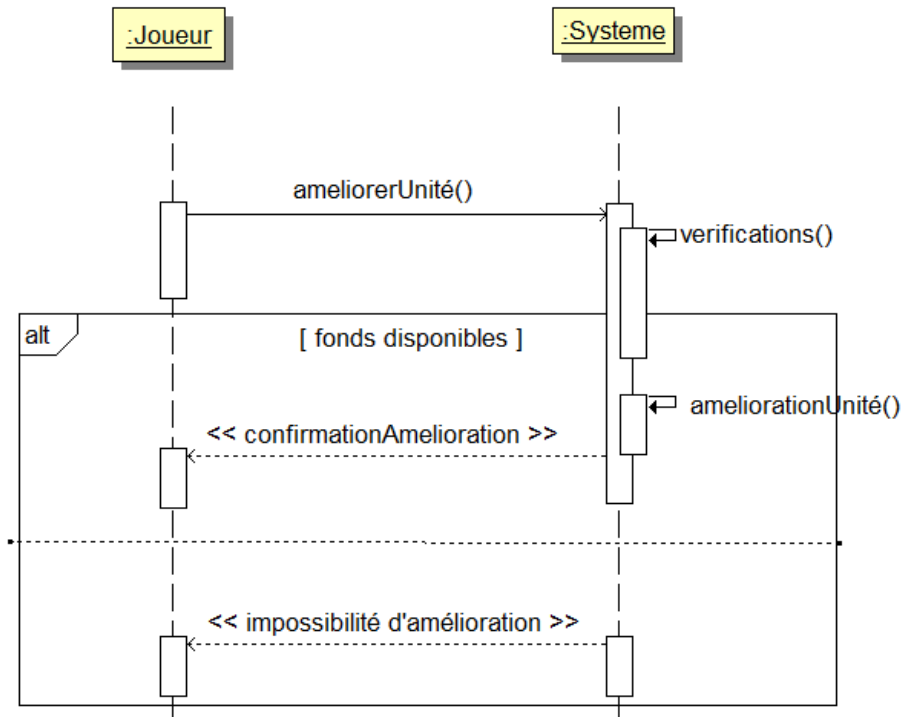 :Joueur
:Systeme
ameliorerUnité()
verifications()
alt
[ fonds disponibles ]
ameliorationUnité()
<< confirmationAmelioration >>
<< impossibilité d'amélioration >>